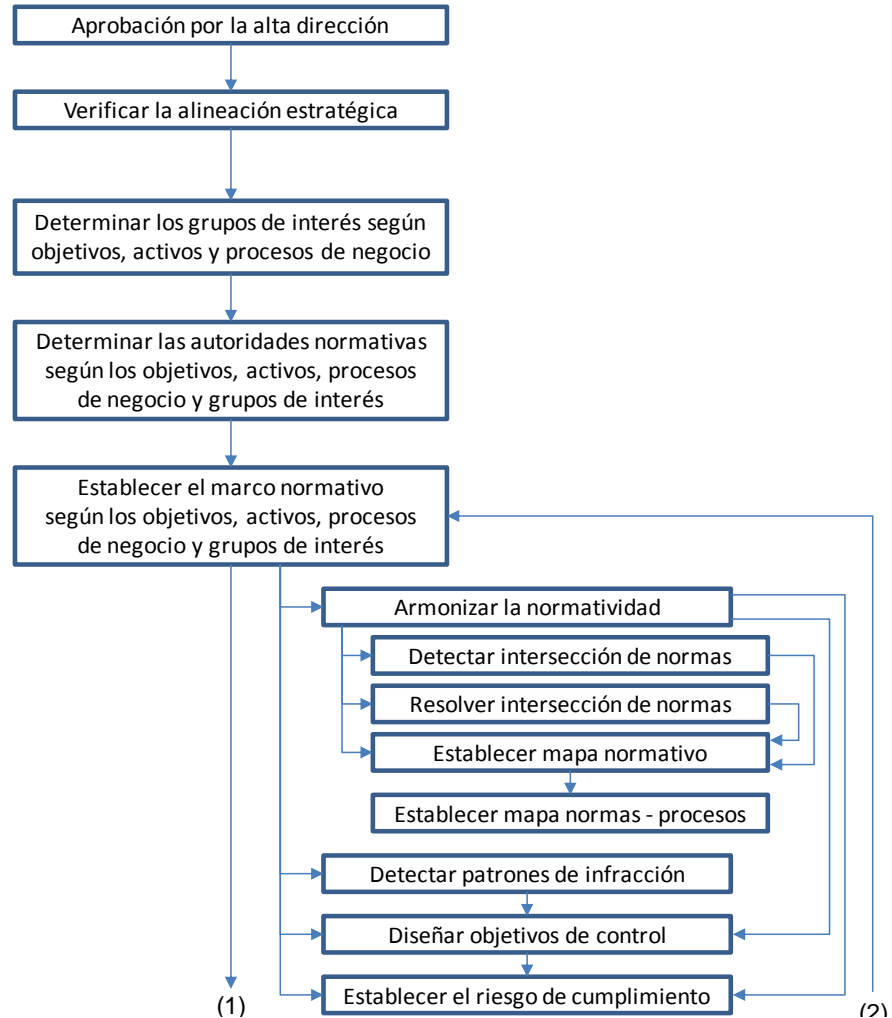 Aprobación por la alta dirección
Verificar la alineación estratégica
Determinar los grupos de interés según
objetivos, activos y procesos de negocio
Determinar las autoridades normativas
según los objetivos, activos, procesos
de negocio y grupos de interés
Establecer el marco normativo
según los objetivos, activos, procesos
de negocio y grupos de interés
Armonizar la normatividad
Detectar intersección de normas
Resolver intersección de normas
Establecer mapa normativo
Establecer mapa normas - procesos
Detectar patrones de infracción
Diseñar objetivos de control
Establecer el riesgo de cumplimiento
(1)
(2)